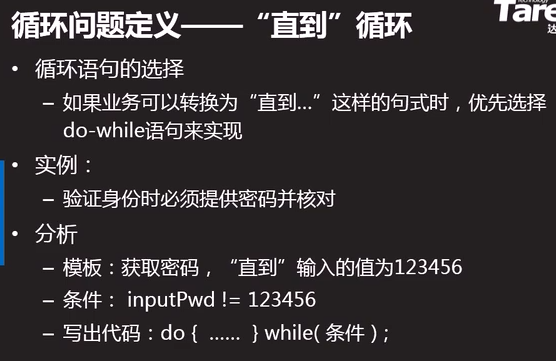 Technology
Tare
达
循环问题定义——“直到”循环
• 循环语句的选择
– 如果业务可以转换为“直到...”这样的句式时，优先选择
do-while语句来实现
• 实例：
– 验证身份时必须提供密码并核对
• 分析
– 模板：获取密码，“直到”输入的值为123456
– 条件： inputPwd != 123456
– 写出代码：do { …… } while( 条件 ) ;